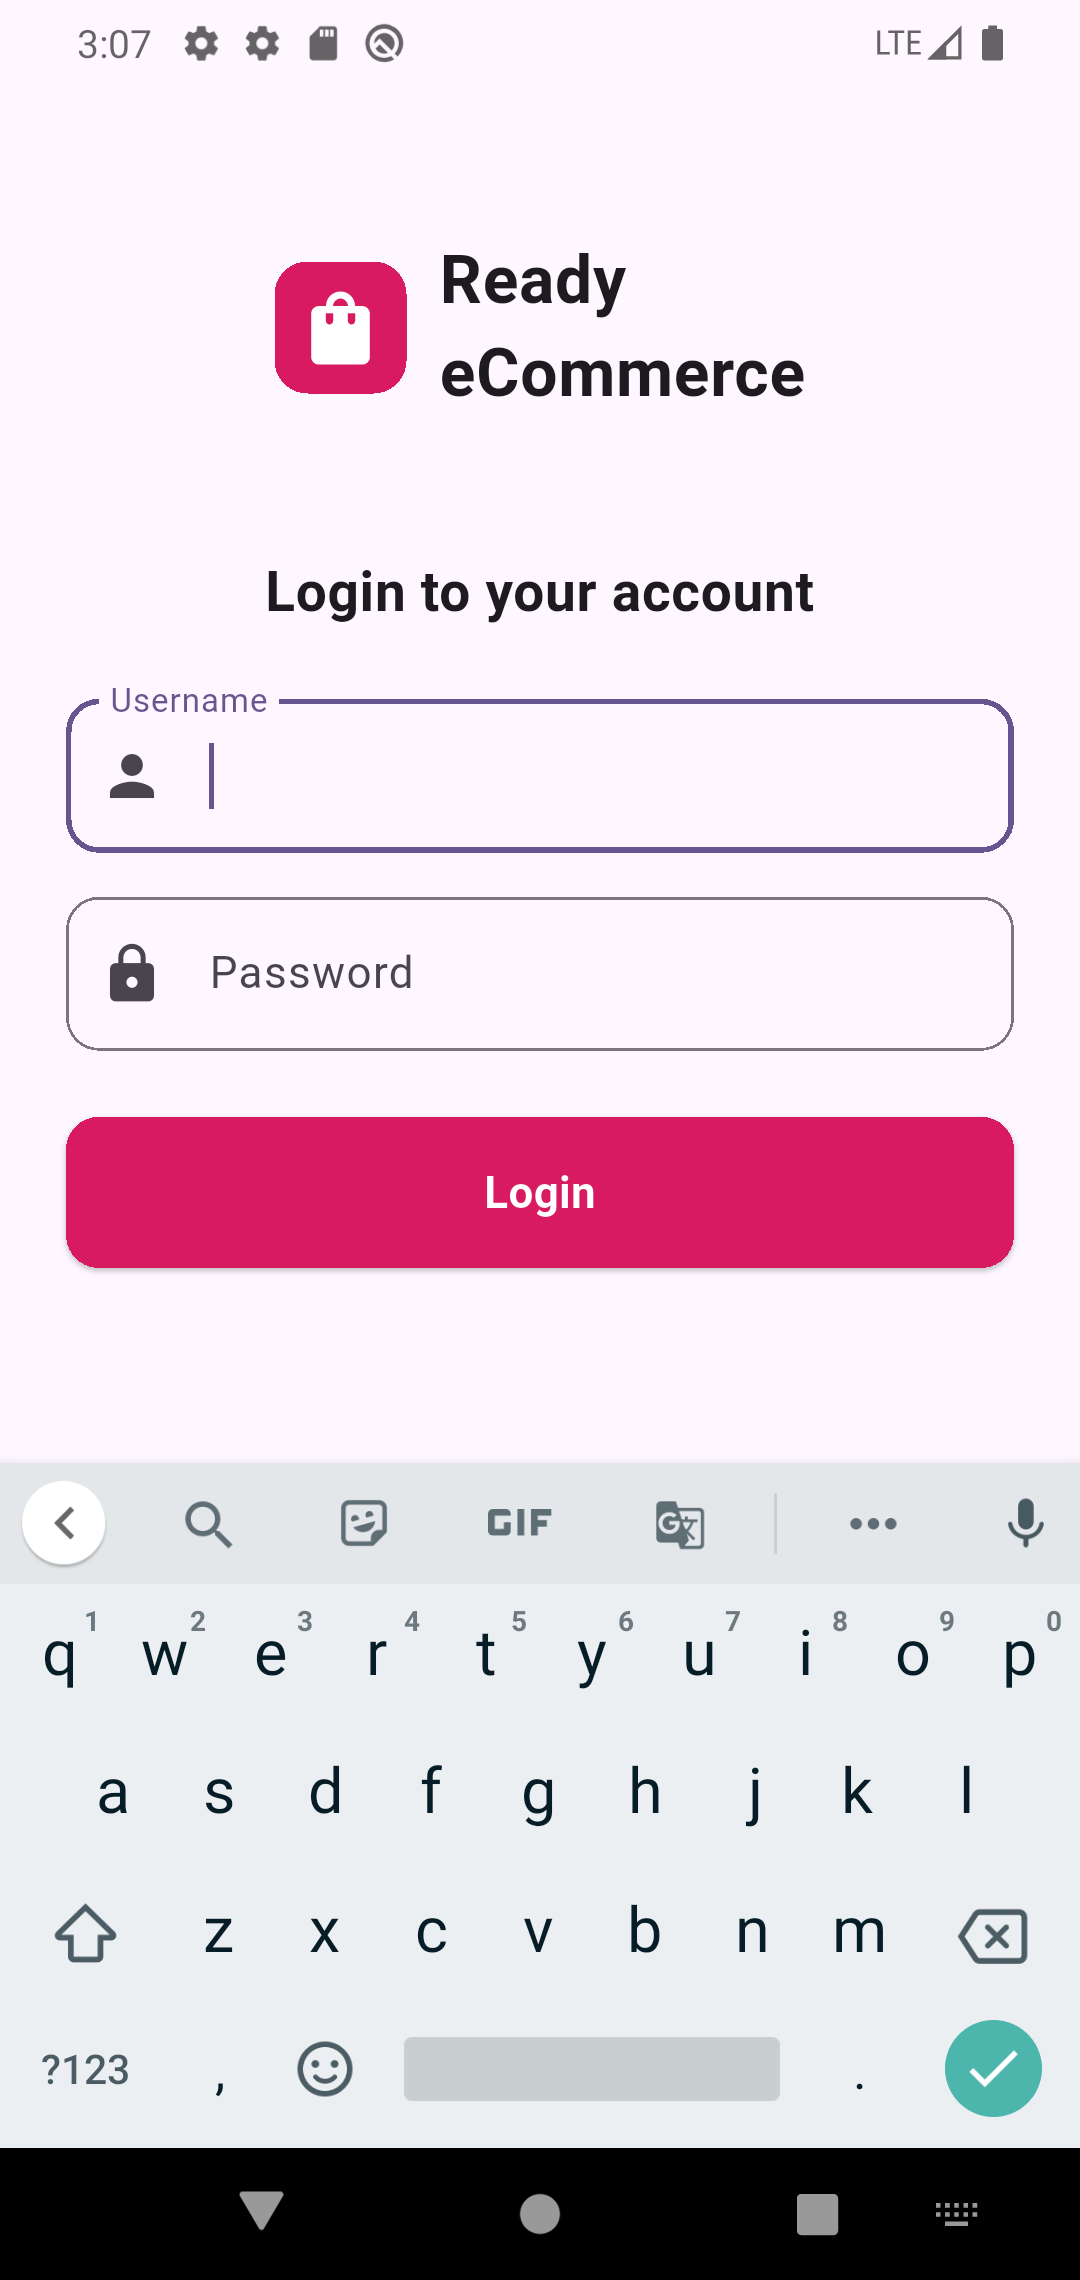 3:07 LTE
Ready
eCommerce
Login to your account
Username
Password
Login
GIF
1 2 3 4 5 6 7 8 9 0
q w e r t y u i o p
a s d f g h j k l
z x c v b n m
?123 , .